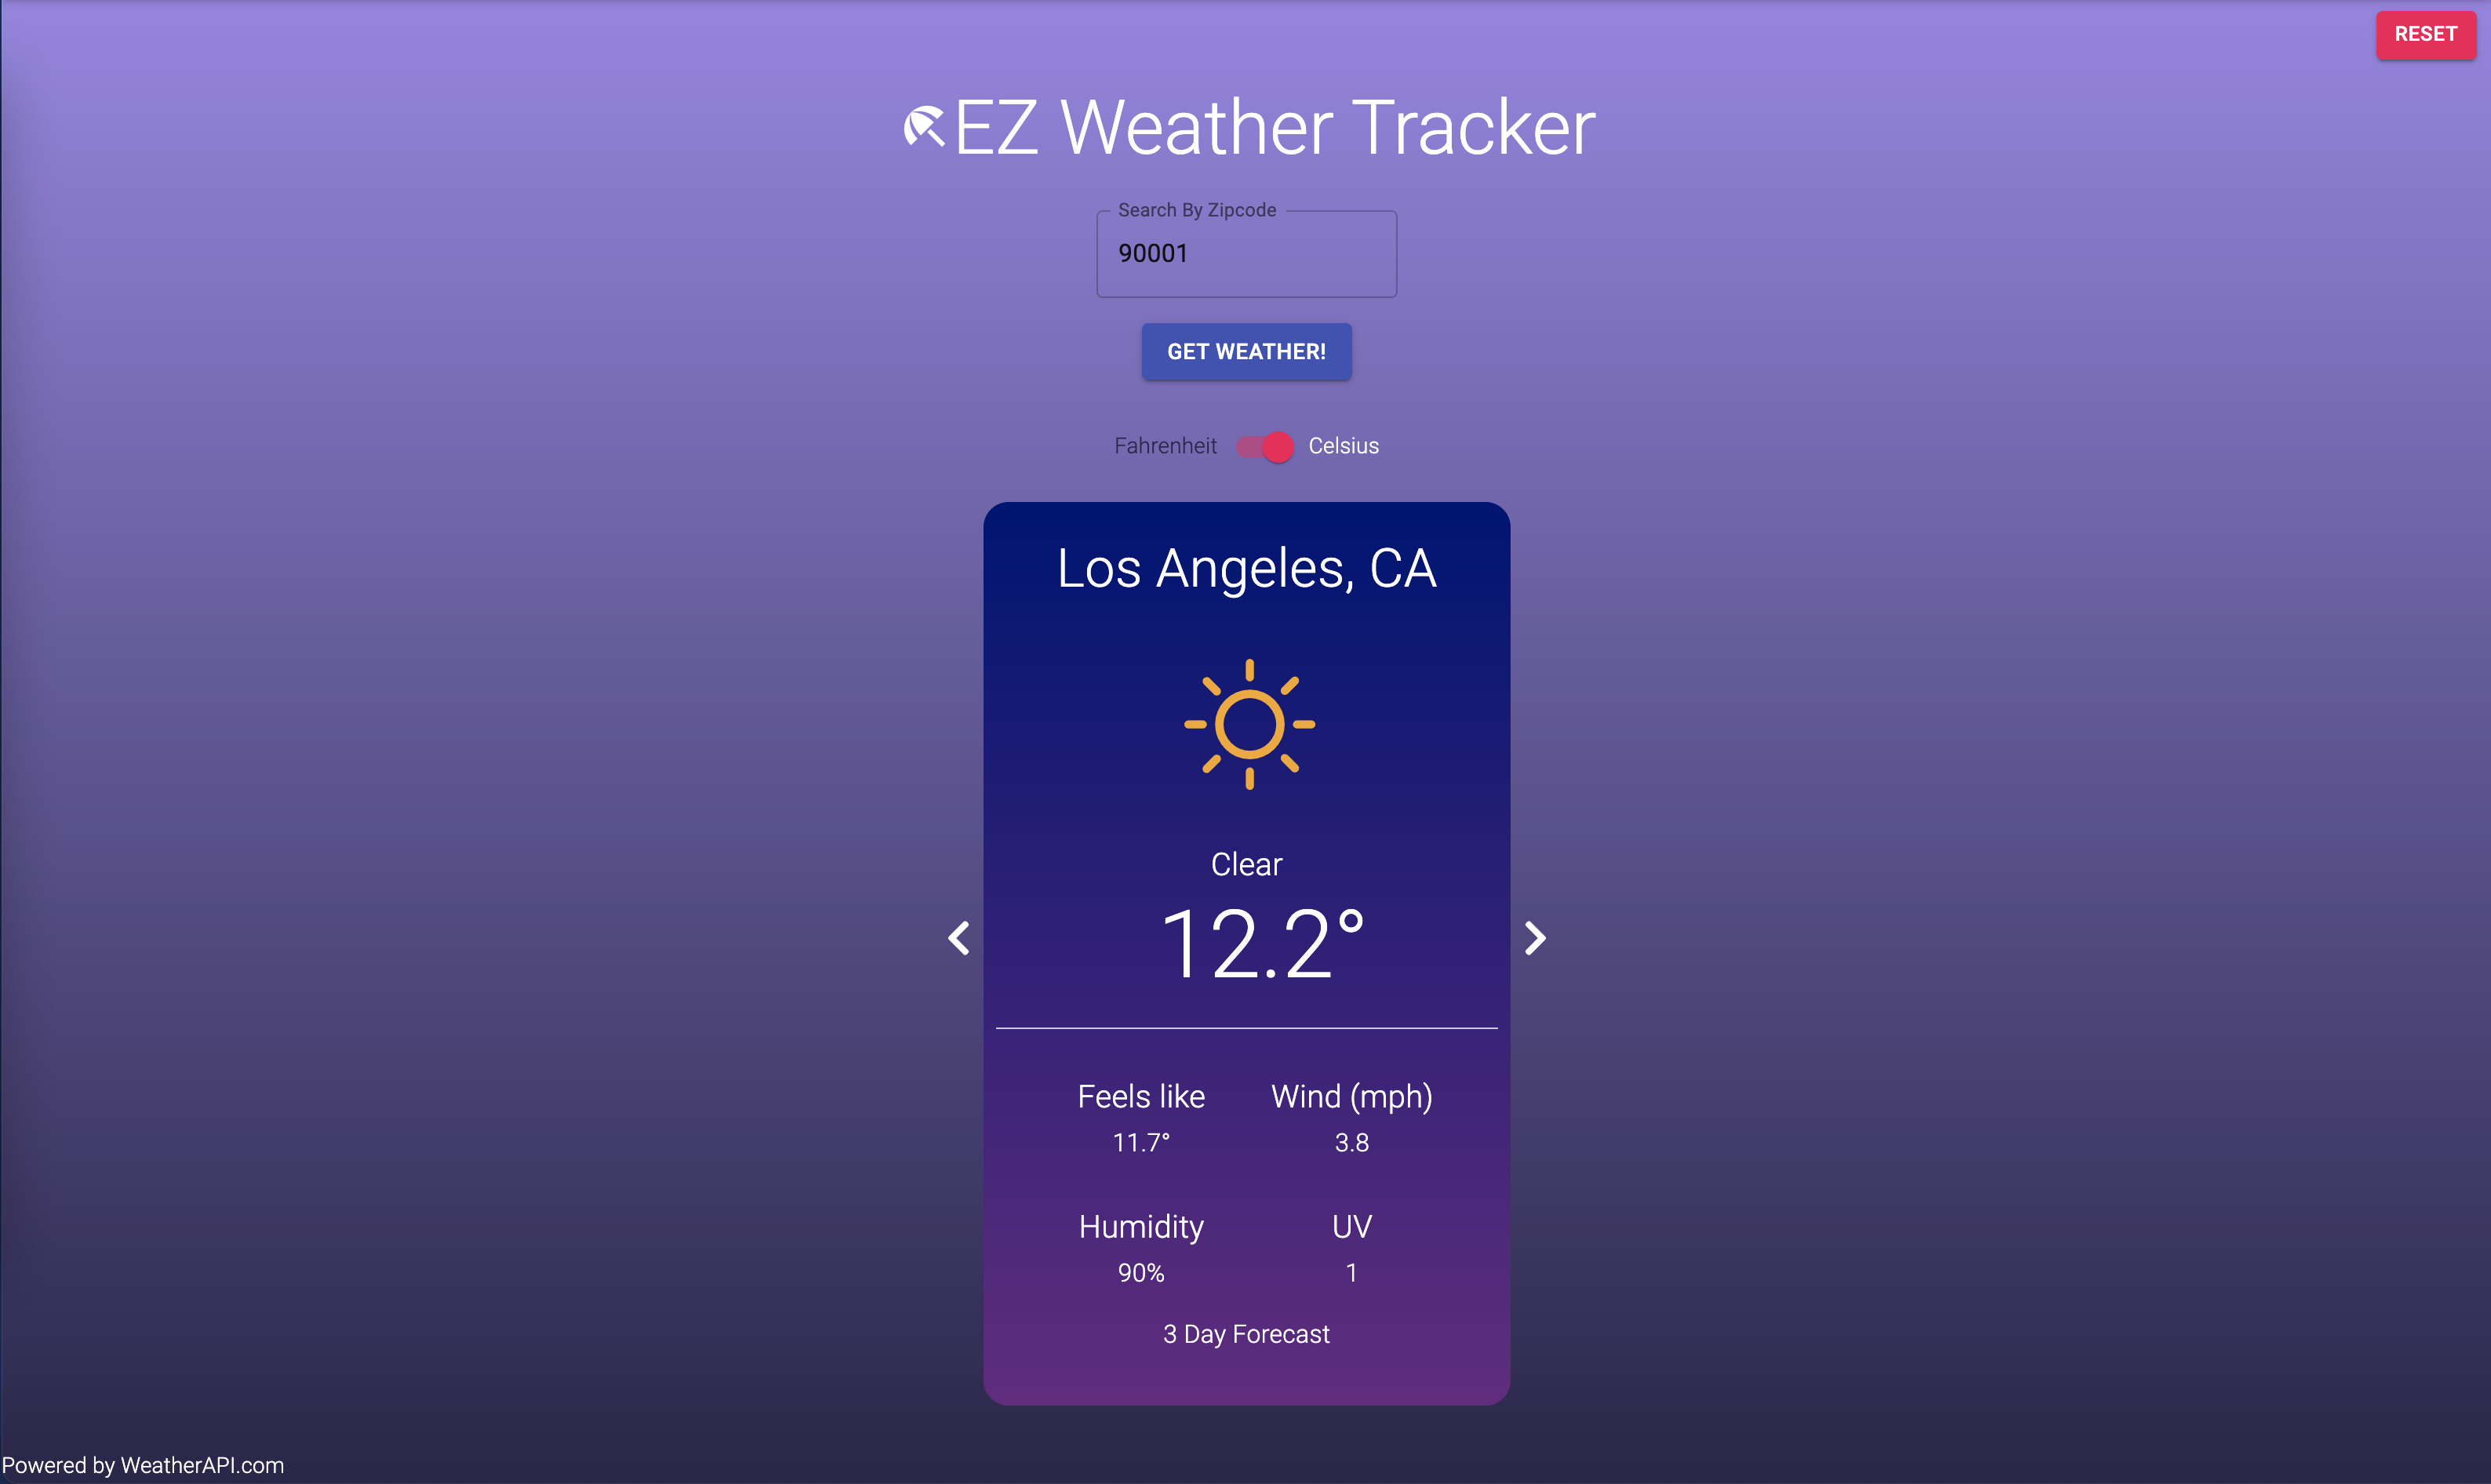 RESET
EZ Weather Tracker
Search By Zipcode
90001
GET WEATHER!
Fahrenheit Celsius
Los Angeles, CA
Clear
12.2°
Feels like Wind (mph)
11.7° 3.8
Humidity UV
90% 1
3 Day Forecast
Powered by WeatherAPI.com